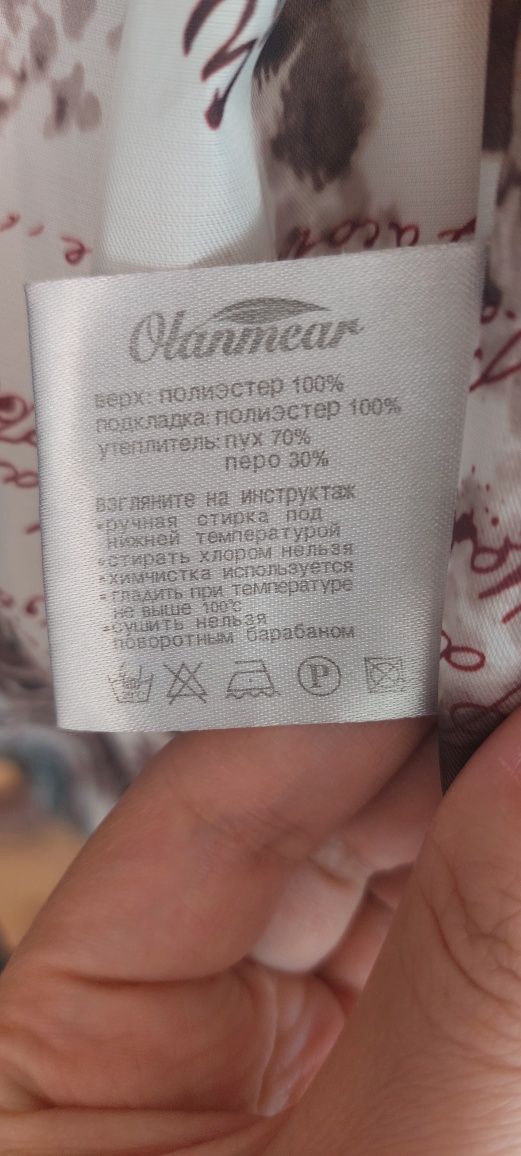 Olanmear
верх: полиэстер 100%
подкладка: полиэстер 100%
утеплитель: пух 70%
перо 30%
взгляните на инструктаж
•ручная стирка под
нижней температурой
•стирать хлором нельзя
•химчистка используется
•гладить при температуре
не выше 100℃
•сушить нельзя
поворотным барабаном
P